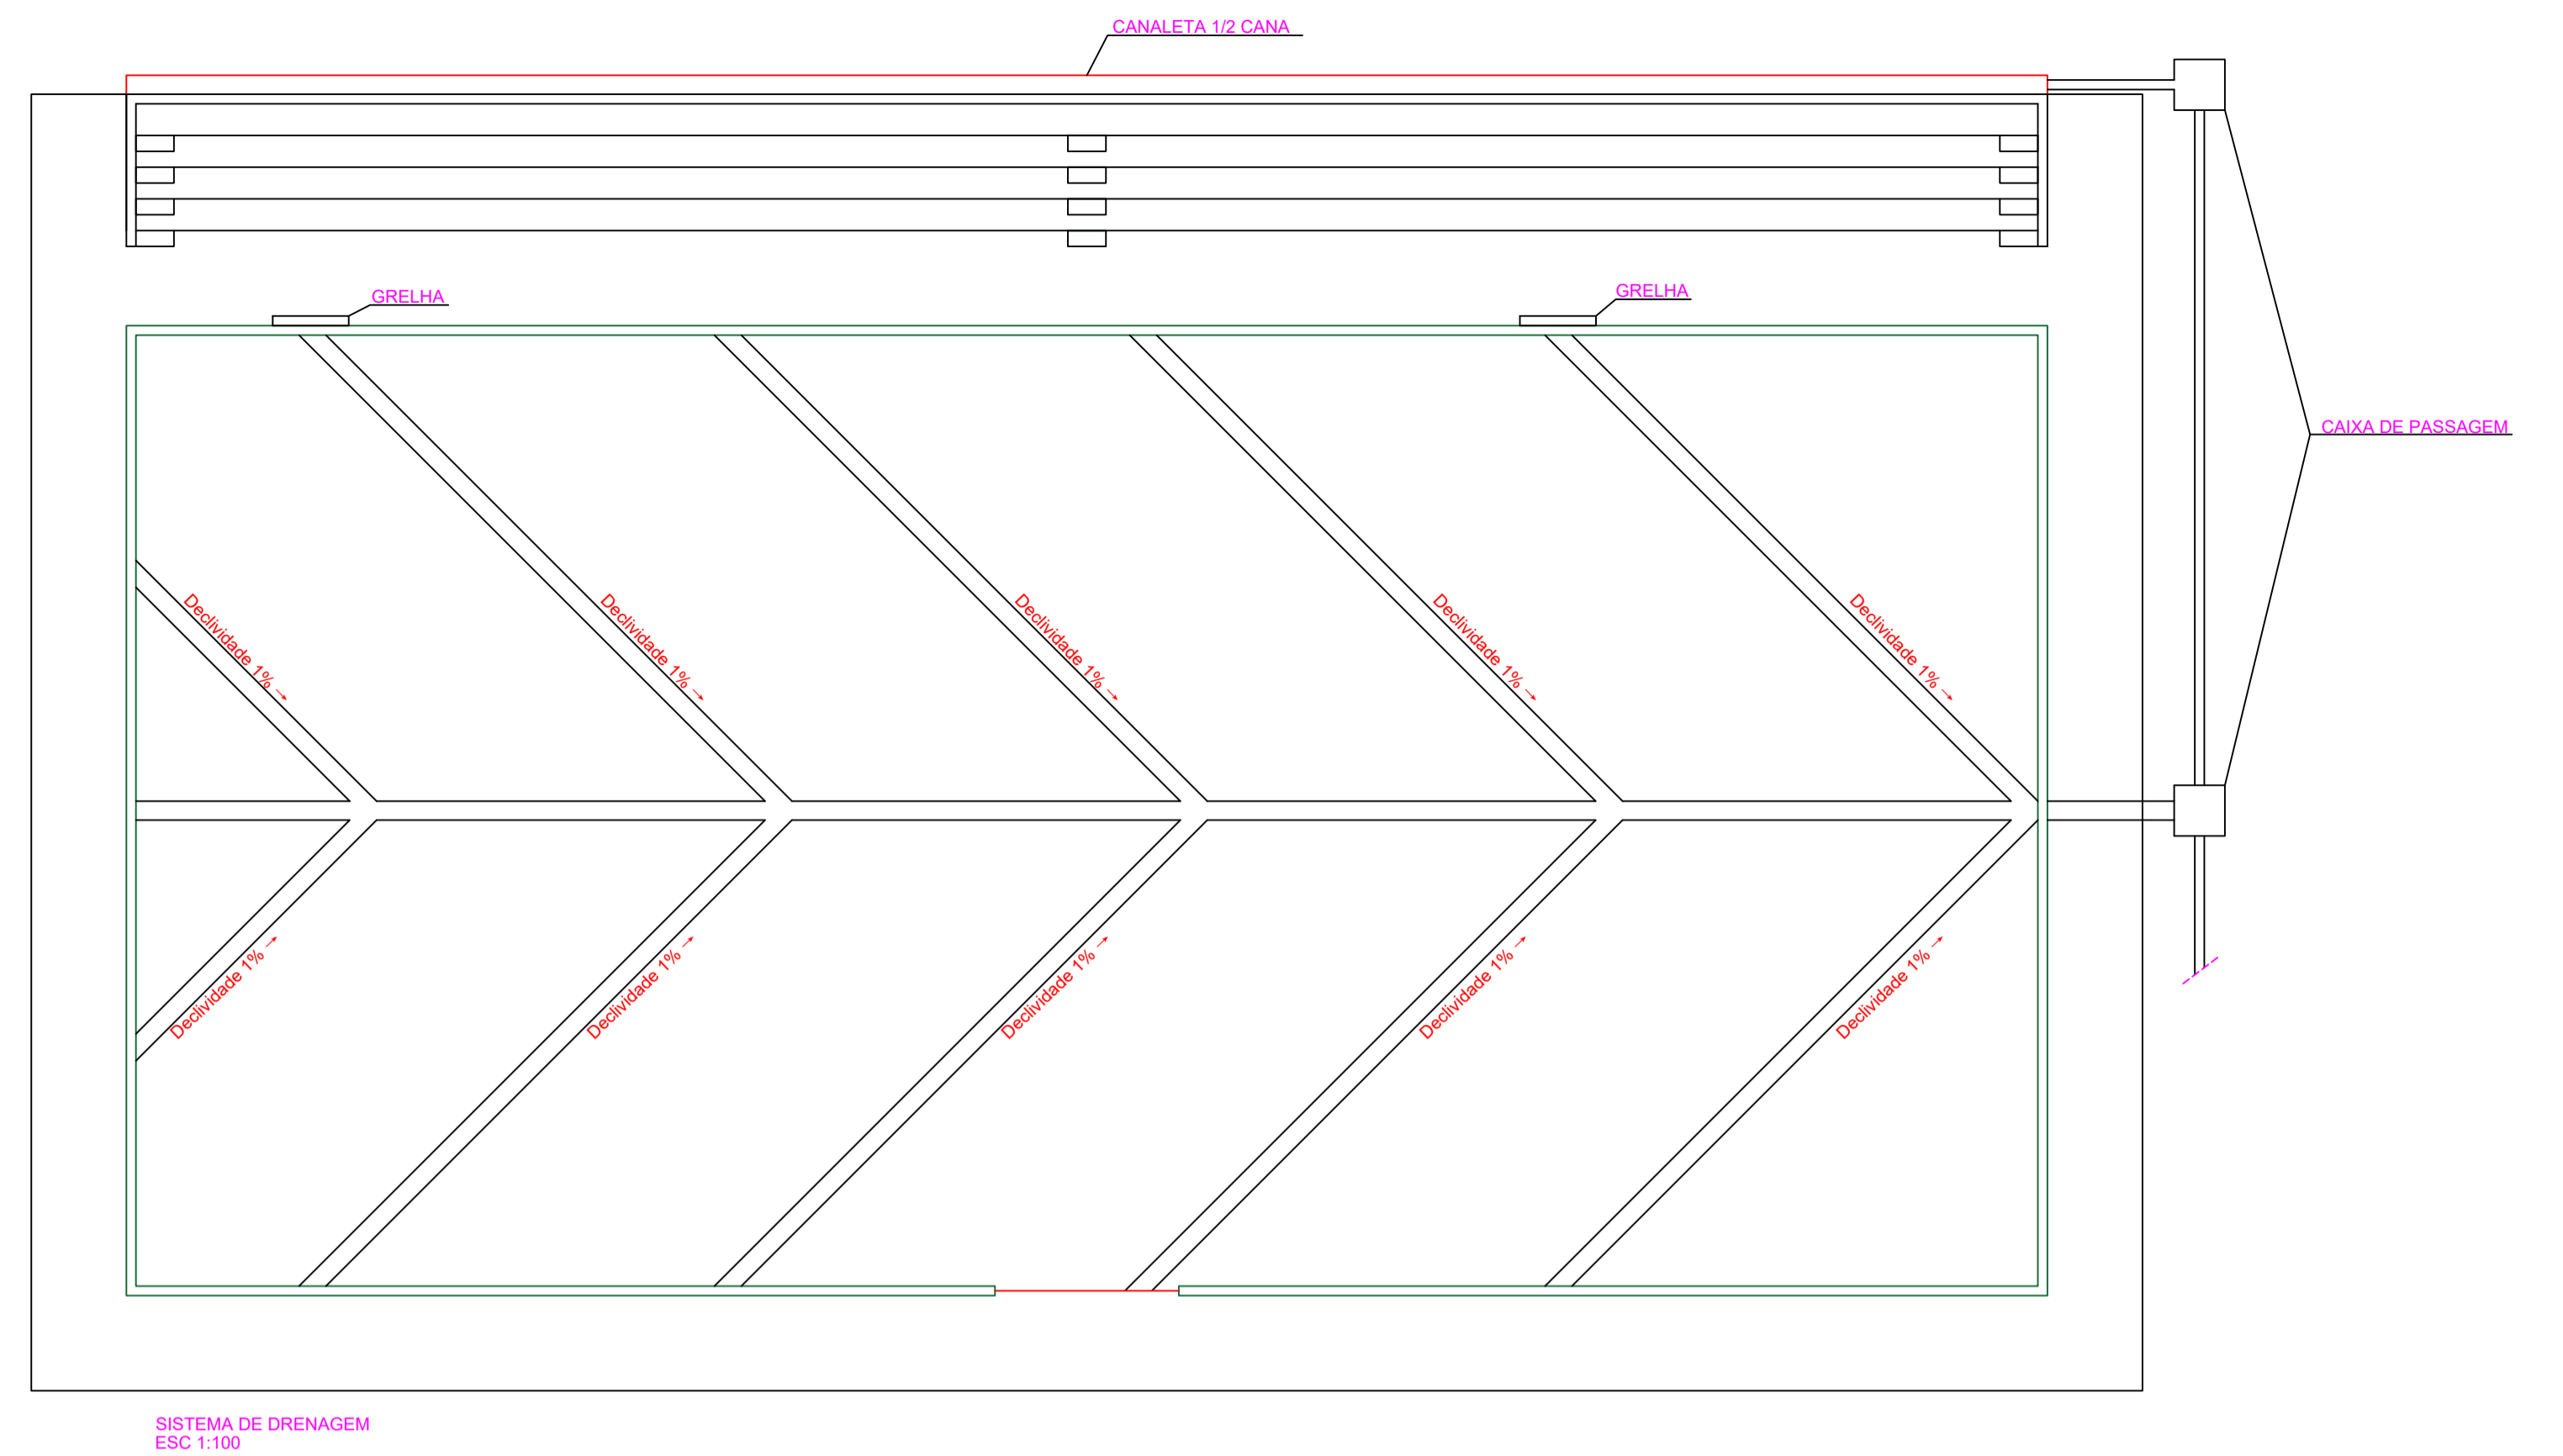 CANALETA 1/2 CANA
GRELHA
GRELHA
CAIXA DE PASSAGEM
Declividade 1% →
Declividade 1% →
Declividade 1% →
Declividade 1% →
Declividade 1% →
Declividade 1% →
Declividade 1% →
Declividade 1% →
Declividade 1% →
Declividade 1% →
SISTEMA DE DRENAGEM
ESC 1:100